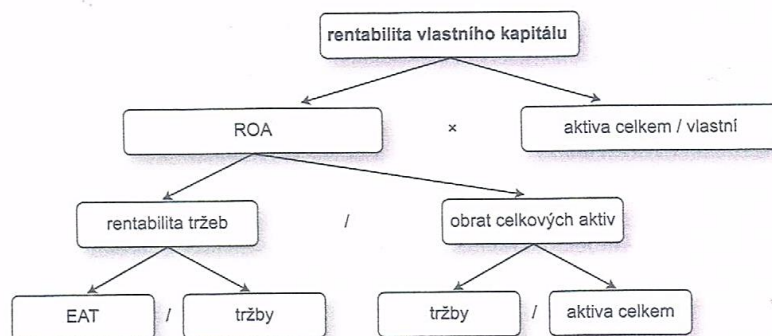 rentabilita vlastního kapitálu
ROA × aktiva celkem / vlastní
rentabilita tržeb / obrat celkových aktiv
EAT / tržby tržby / aktiva celkem